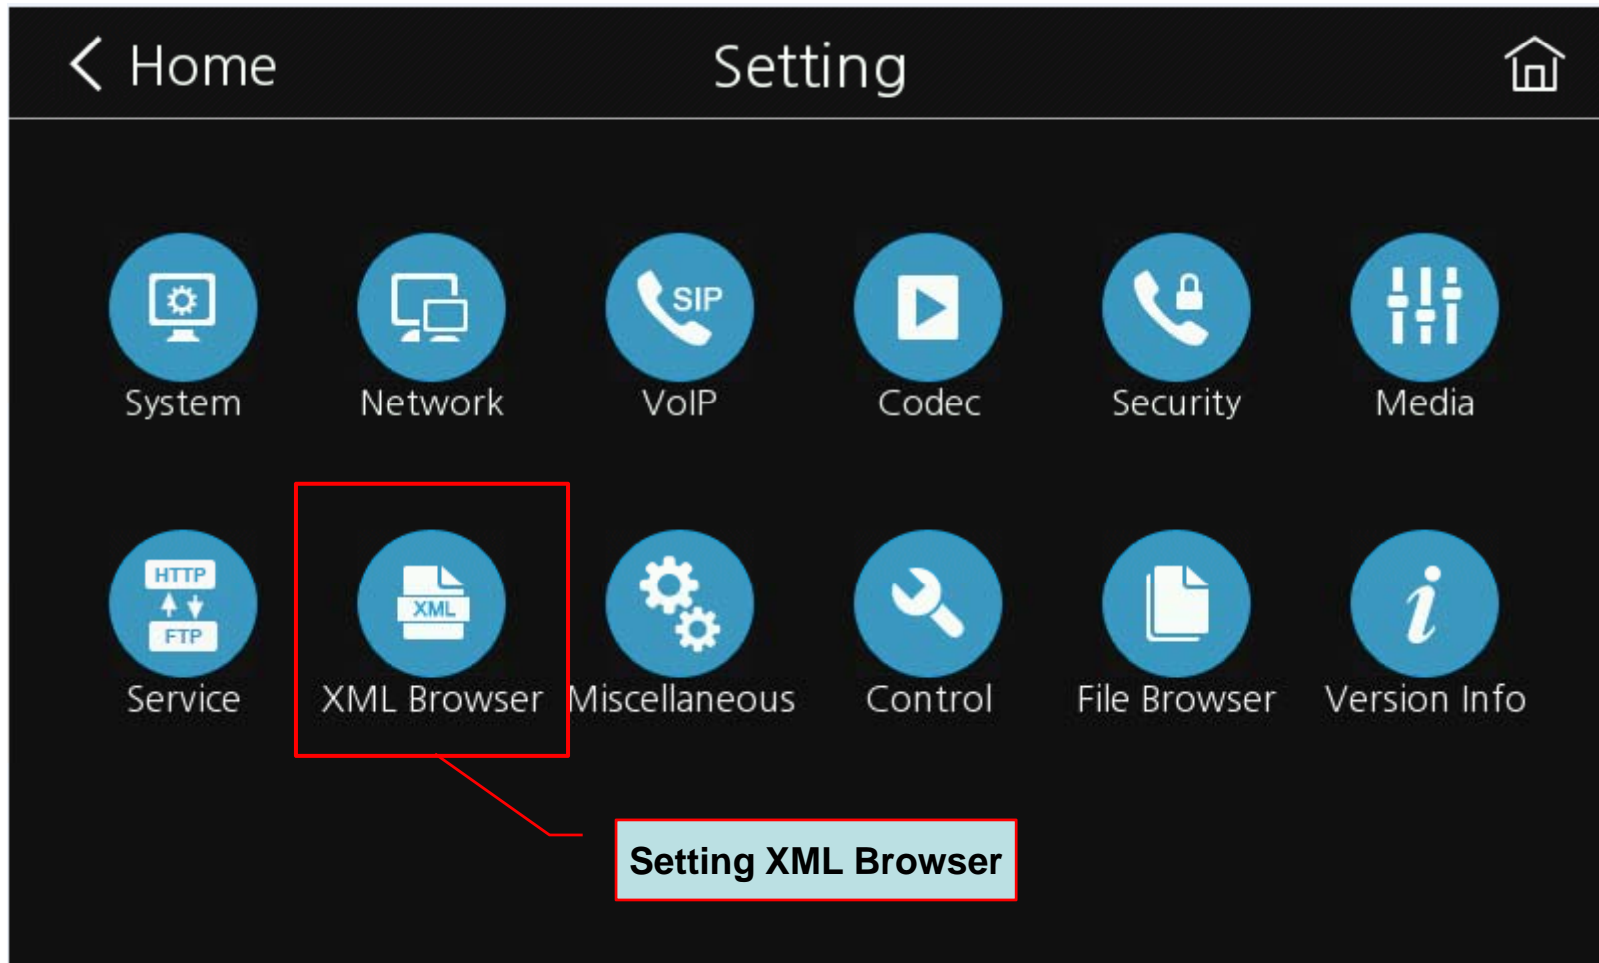 Home
Setting
SIP
System
Network
VoIP
Codec
Security
Media
HTTP
FTP
XML
i
Service
XML Browser
Miscellaneous
Control
File Browser
Version Info
Setting XML Browser